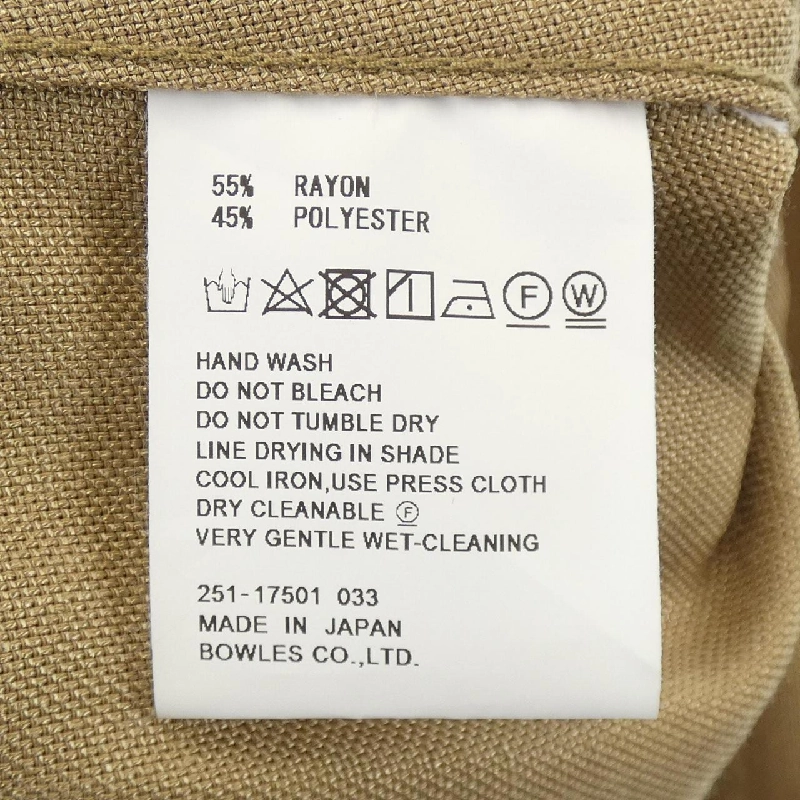 55% RAYON
45% POLYESTER
F W
HAND WASH
DO NOT BLEACH
DO NOT TUMBLE DRY
LINE DRYING IN SHADE
COOL IRON,USE PRESS CLOTH
DRY CLEANABLE Ⓕ
VERY GENTLE WET-CLEANING
251-17501 033
MADE IN JAPAN
BOWLES CO.,LTD.